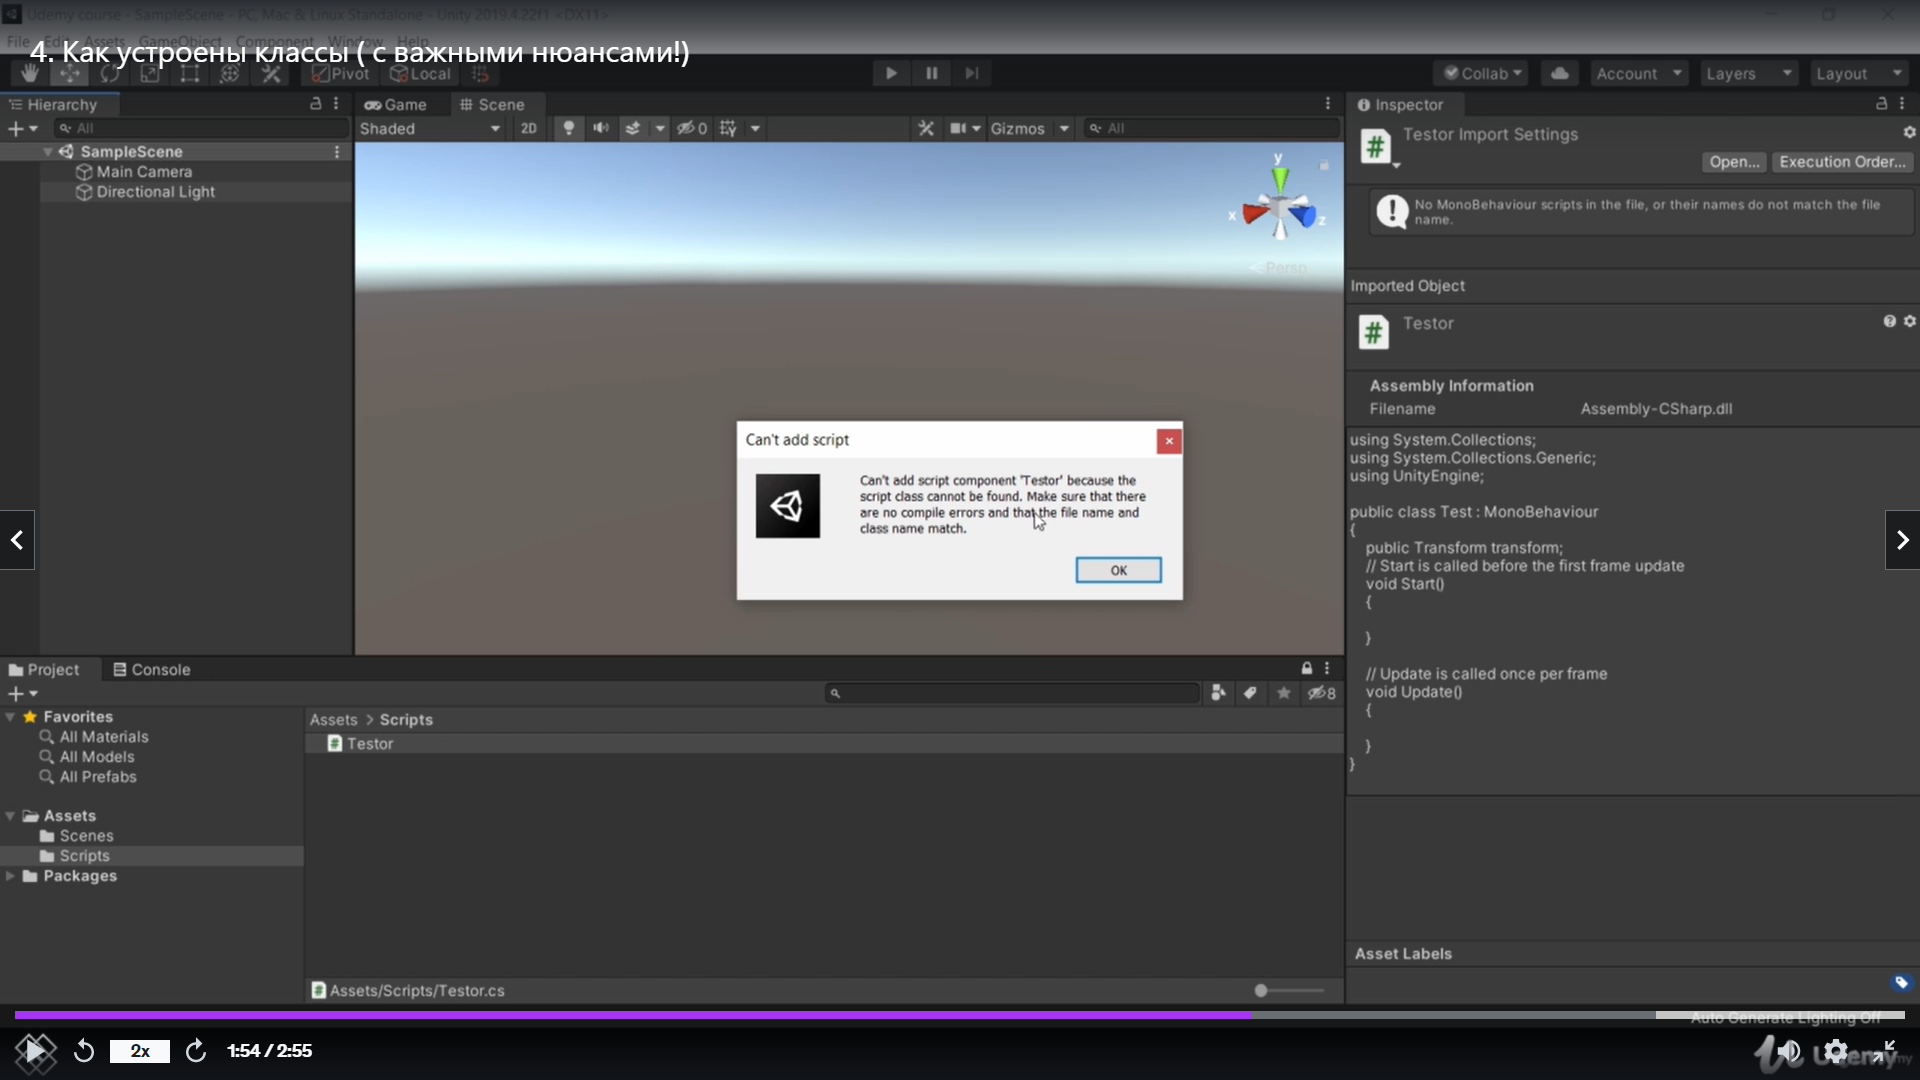 Udemy course - SampleScene - PC, Mac & Linux Standalone - Unity 2019.4.22f1 <DX11>
File Edit Assets GameObject Component Window Help
4. Как устроены классы ( с важными нюансами!)
Pivot Local Collab Account Layers Layout
Hierarchy
All
SampleScene
Main Camera
Directional Light
Game Scene
Shaded 2D 0 Gizmos All
y
x z
Persp
Inspector
Testor Import Settings
Open... Execution Order...
No MonoBehaviour scripts in the file, or their names do not match the file
name.
Imported Object
Testor
Assembly Information
Filename Assembly-CSharp.dll
using System.Collections;
using System.Collections.Generic;
using UnityEngine;
public class Test : MonoBehaviour
{
public Transform transform;
// Start is called before the first frame update
void Start()
{
}
// Update is called once per frame
void Update()
{
}
}
Can't add script
Can't add script component 'Testor' because the
script class cannot be found. Make sure that there
are no compile errors and that the file name and
class name match.
OK
Project Console
8
Favorites
All Materials
All Models
All Prefabs
Assets
Scenes
Scripts
Packages
Assets > Scripts
Testor
Assets/Scripts/Testor.cs
Asset Labels
Auto Generate Lighting Off
2x 1:54 / 2:55
Udemy